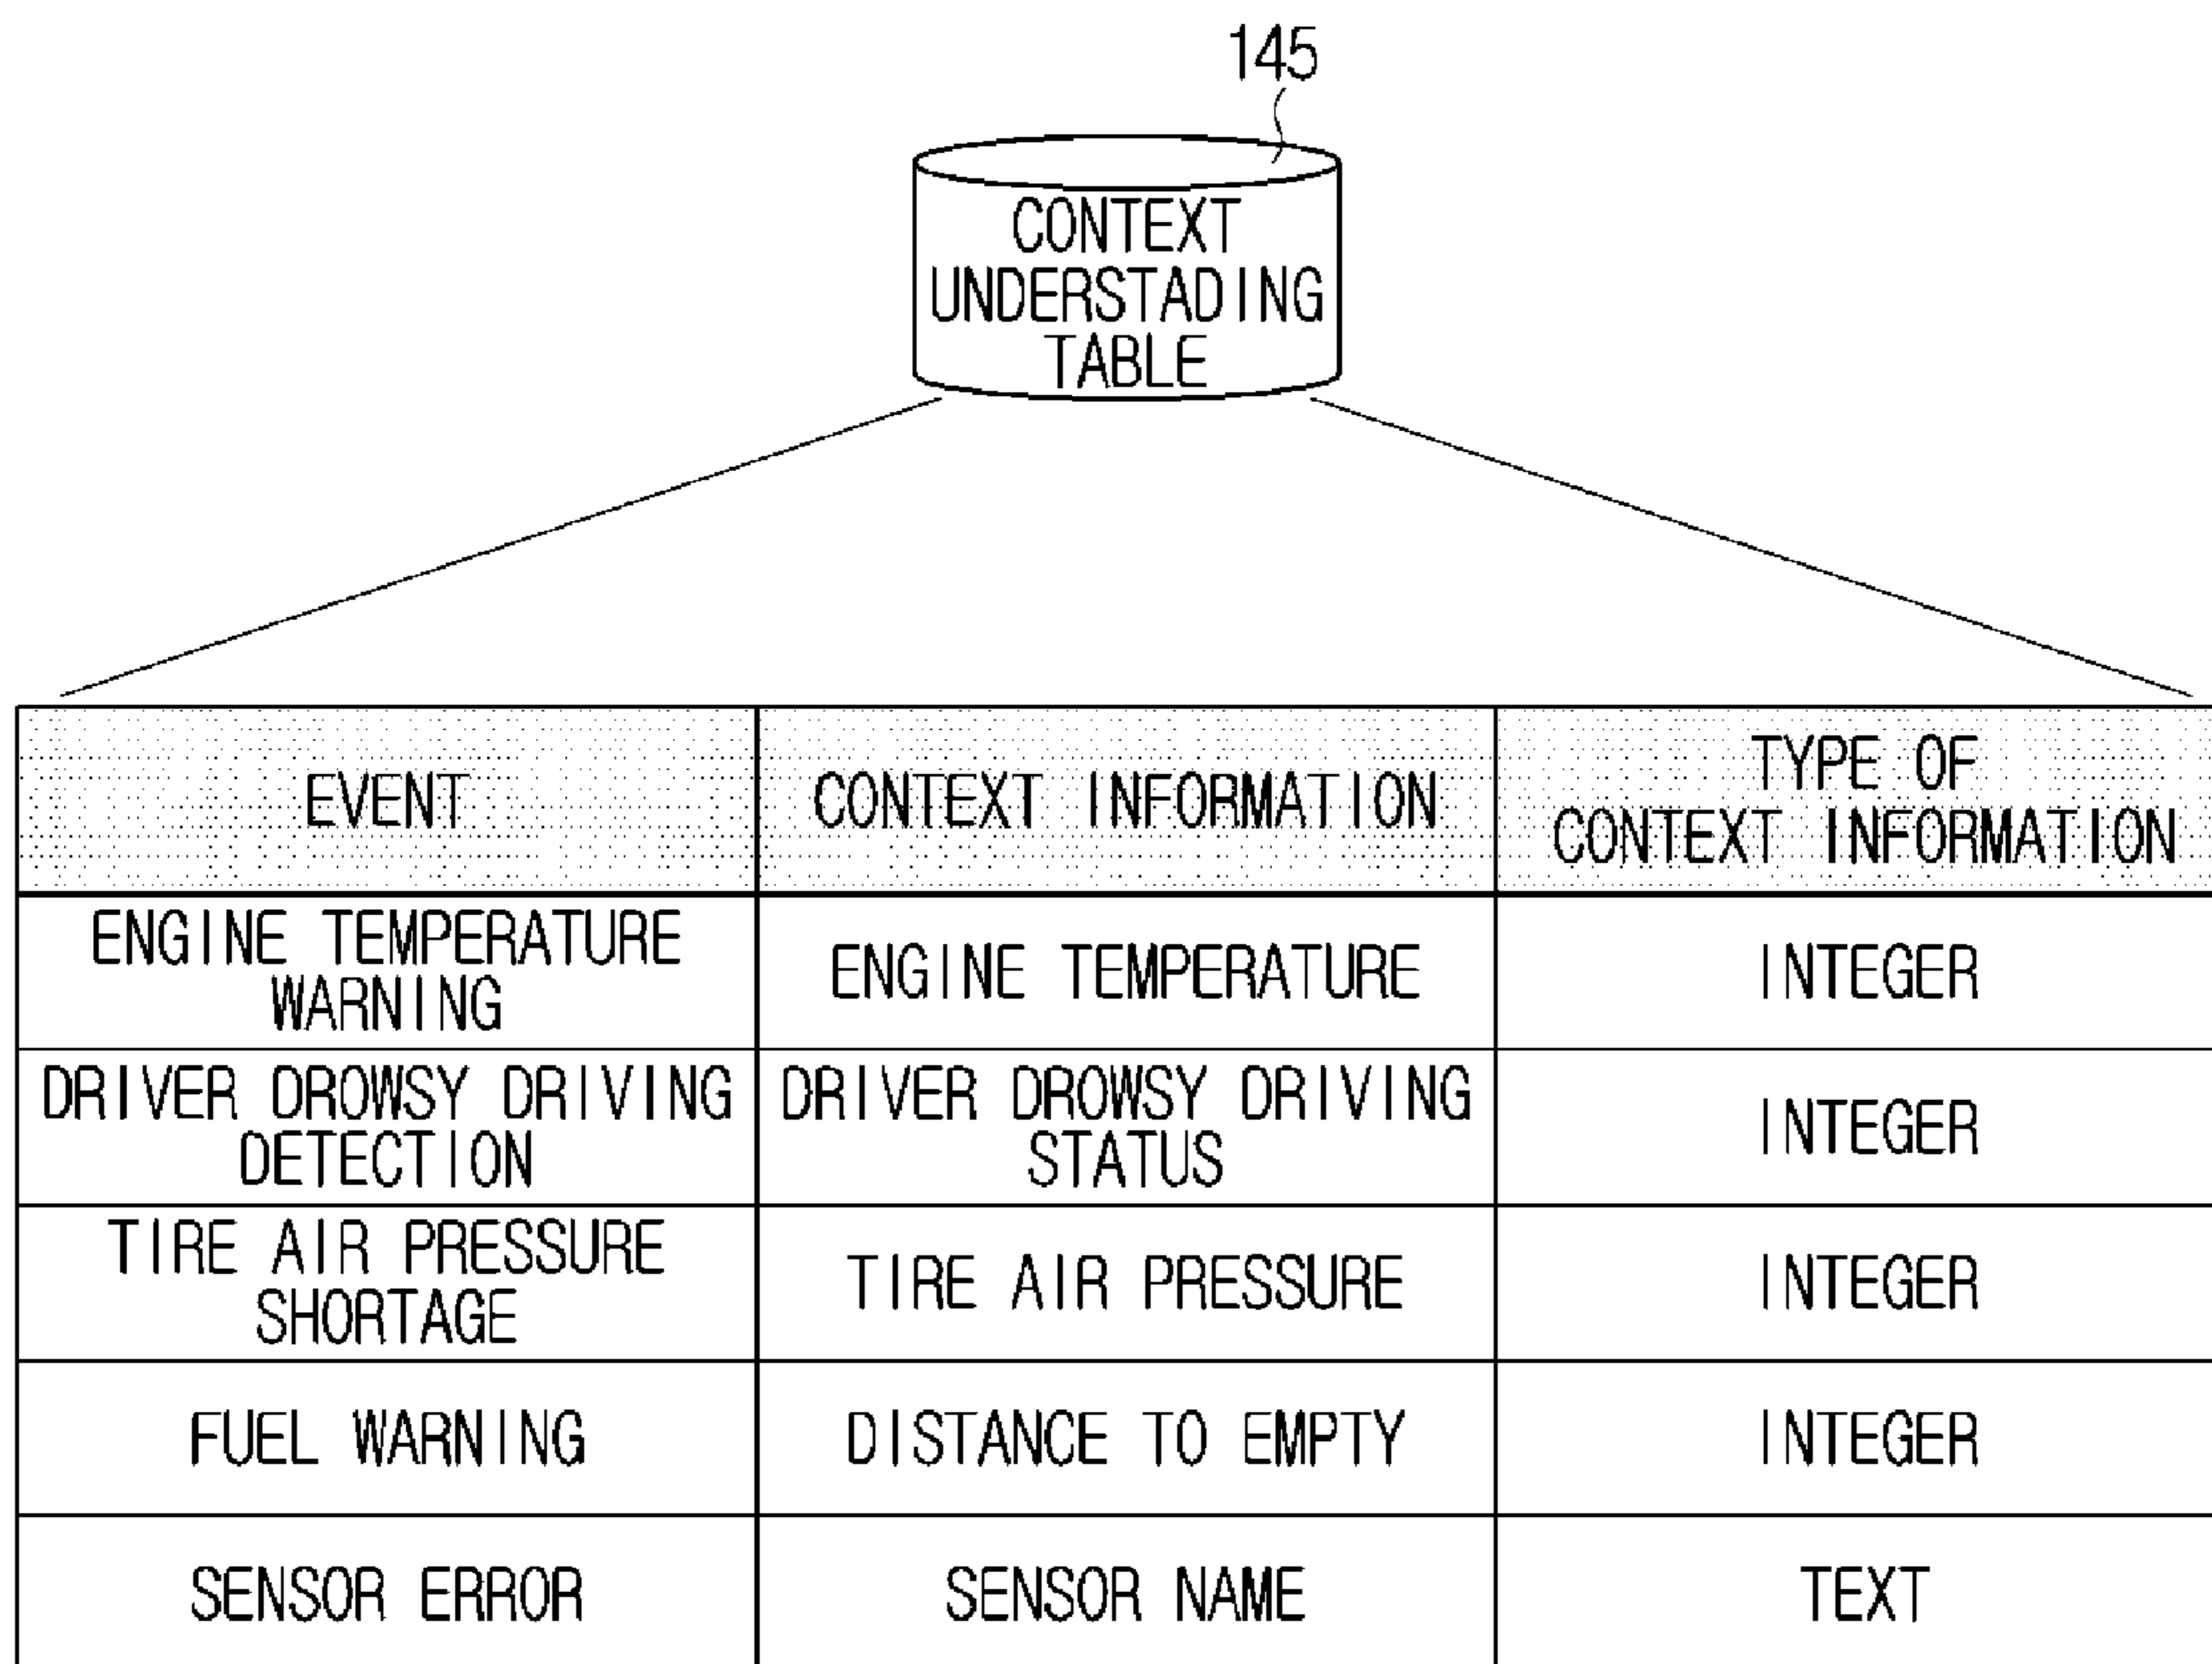 145
CONTEXT
UNDERSTADING
TABLE
EVENT
CONTEXT INFORMATION
TYPE OF
CONTEXT INFORMATION
ENGINE TEMPERATURE
WARNING
ENGINE TEMPERATURE
INTEGER
DRIVER DROWSY DRIVING
DETECTION
DRIVER DROWSY DRIVING
STATUS
INTEGER
TIRE AIR PRESSURE
SHORTAGE
TIRE AIR PRESSURE
INTEGER
FUEL WARNING
DISTANCE TO EMPTY
INTEGER
SENSOR ERROR
SENSOR NAME
TEXT